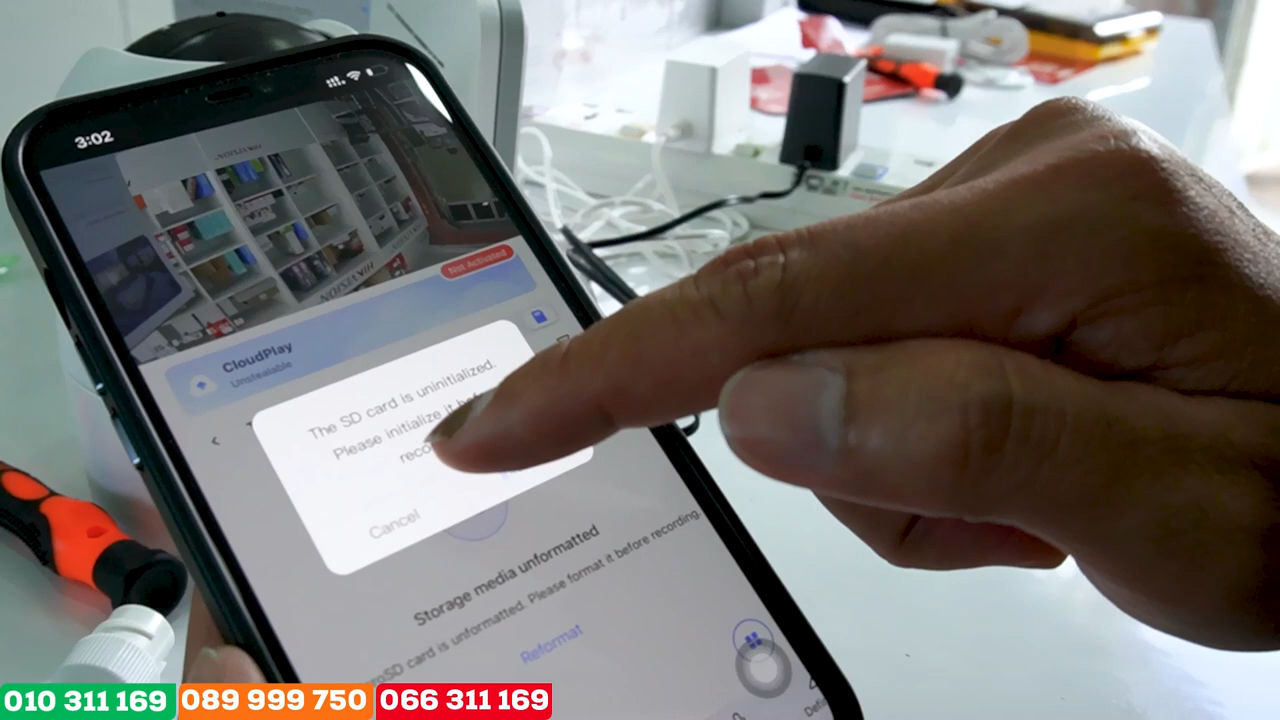 3:02
HIKVISION
Not Activated
CloudPlay
The SD card is uninitialized.
Please initialize it
Cancel
Storage media unformatted
SD card is unformatted. Please format it before recording.
Reformat
010 311 169
089 999 750
066 311 169